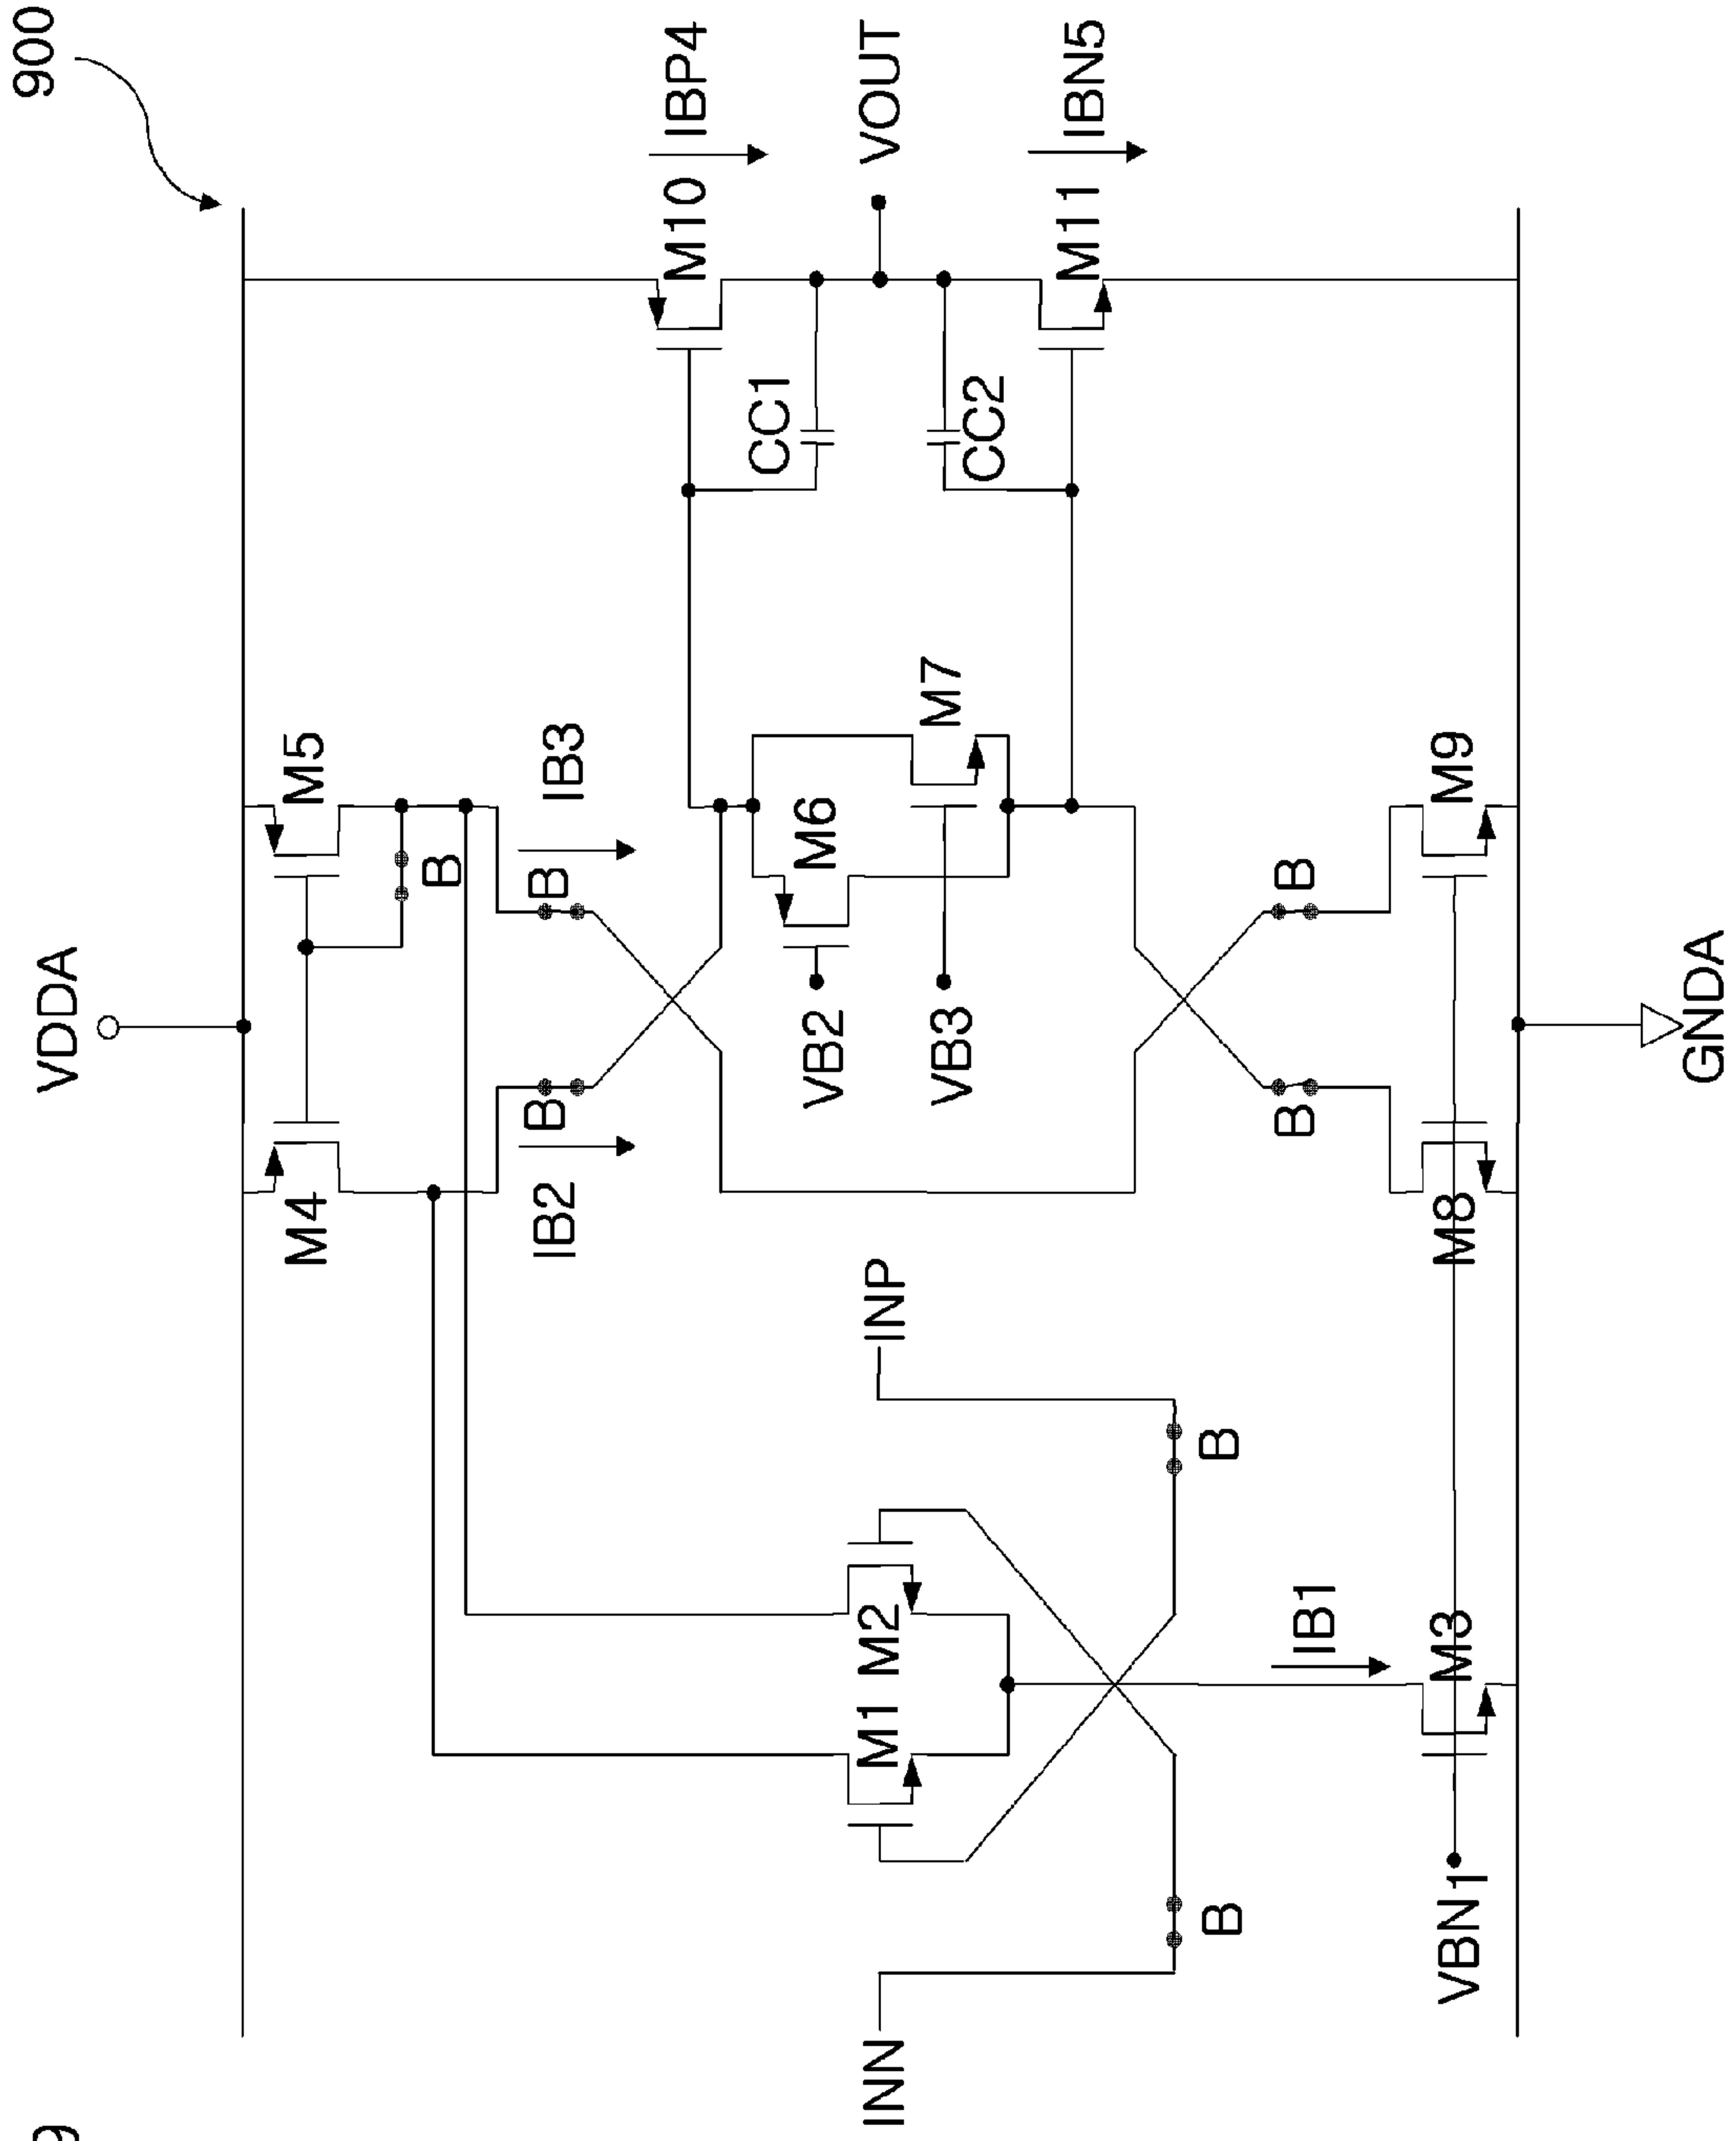 9
900
VDDA
M4
M5
B
IB2
B
B
IB3
M10
IBP4
CC1
VB2
M6
INN
M1
M2
INP
VOUT
VB3
M7
CC2
M11
IBN5
B
B
B
B
IB1
VBN1
M3
M8
M9
GNDA